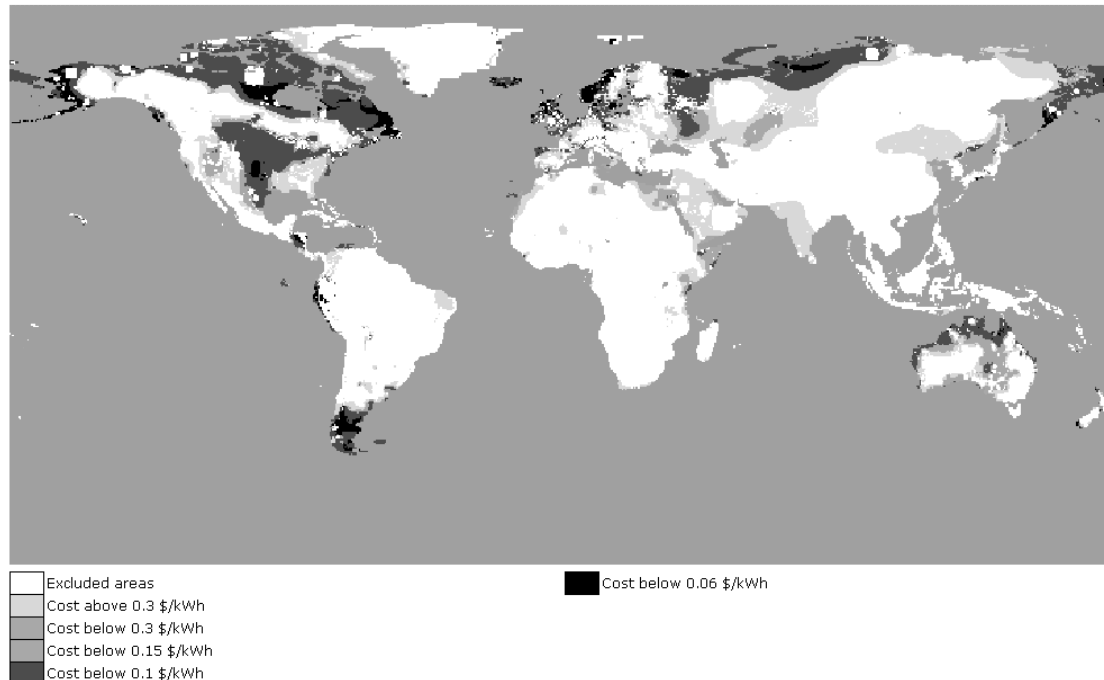 Excluded areas
Cost above 0.3 $/kWh
Cost below 0.3 $/kWh
Cost below 0.15 $/kWh
Cost below 0.1 $/kWh
Cost below 0.06 $/kWh